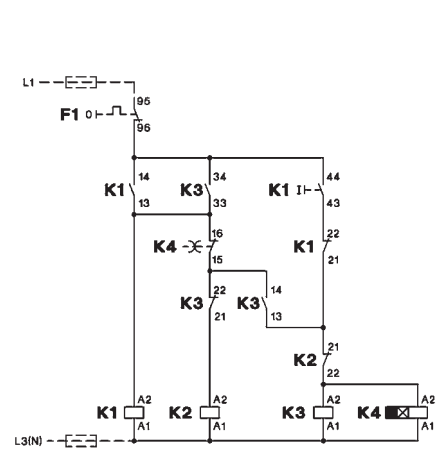 L1
95
F1 0
96
14 34 44
K1 K3 K1 I
13 33 43
16 22
K4 K1
15 21
22 14
K3 K3
21 13
21
K2
22
A2 A2 A2 A2
K1 K2 K3 K4
A1 A1 A1 A1
L3(N)